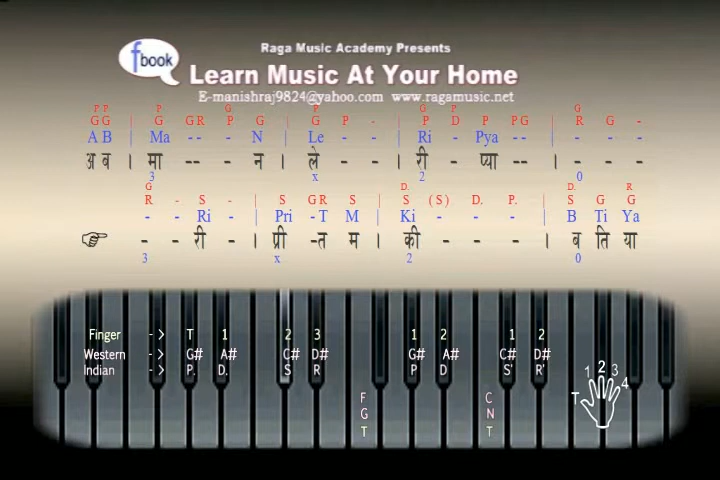 Raga Music Academy Presents
fbook
Learn Music At Your Home
E-manishraj9824@yahoo.com www.ragamusic.net
P P P G P G P G
GG | G GR P G | G P - | P D P PG | R G -
A B | Ma -- - N | Le - - | Ri - Pya -- | - - -
अ ब । मा -- - न । ले - - । री - प्या -- । - - -
3 x 2 0
G D. D. R
R - S - | S GR S | S (S) D. P. | S G G
- - Ri - | Pri -T M | Ki - - - | B Ti Ya
- - री - । प्री -त म । की - - - । ब ति या
3 x 2 0
Finger -> T 1 2 3 1 2 1 2
Western -> G# A# C# D# G# A# C# D#
Indian -> P. D. S R P D S' R'
F G T
C N T
T 1 2 3 4